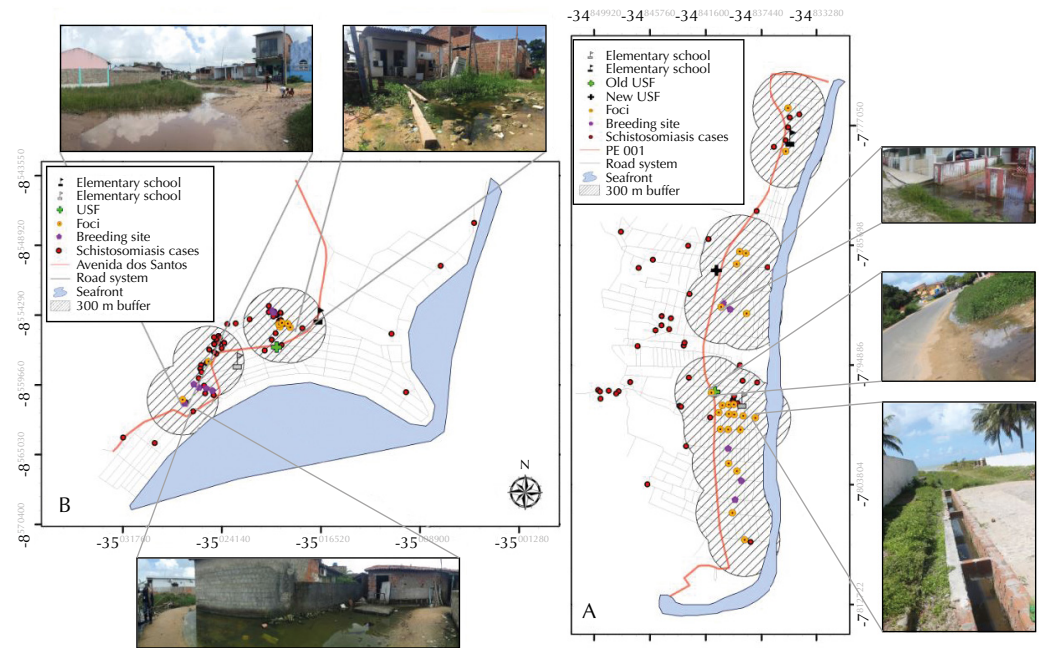 -34849920 -34845760 -34841600 -34837440 -34833280
Elementary school
Elementary school
Old USF
New USF
Foci
Breeding site
Schistosomiasis cases
PE 001
Road system
Seafront
300 m buffer
-7777050
-7794886
-7803804
-7812722
A
-8543550
-8548920
-8554290
-8559660
-8565030
-8570400
Elementary school
Elementary school
USF
Foci
Breeding site
Schistosomiasis cases
Avenida dos Santos
Road system
Seafront
300 m buffer
N
B
-35031760 -35024140 -35016520 -35008900 -35001280